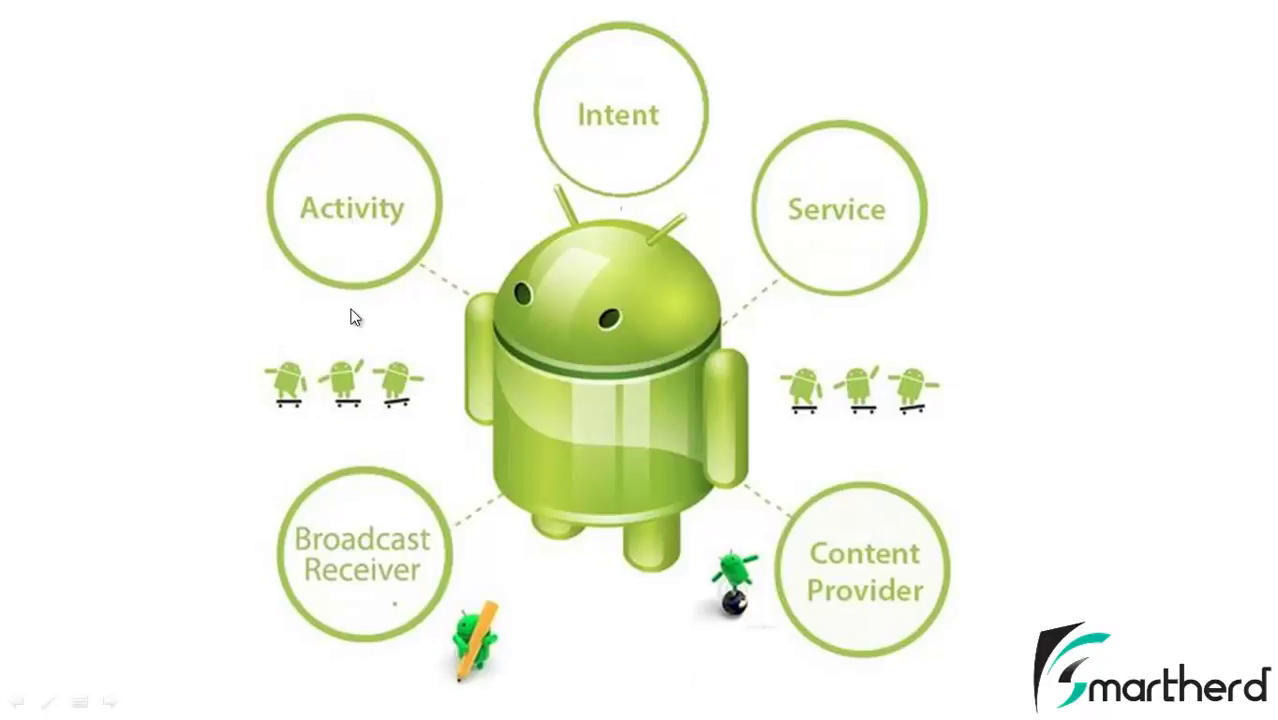 Intent
Activity
Service
Broadcast
Receiver
Content
Provider
Smartherd